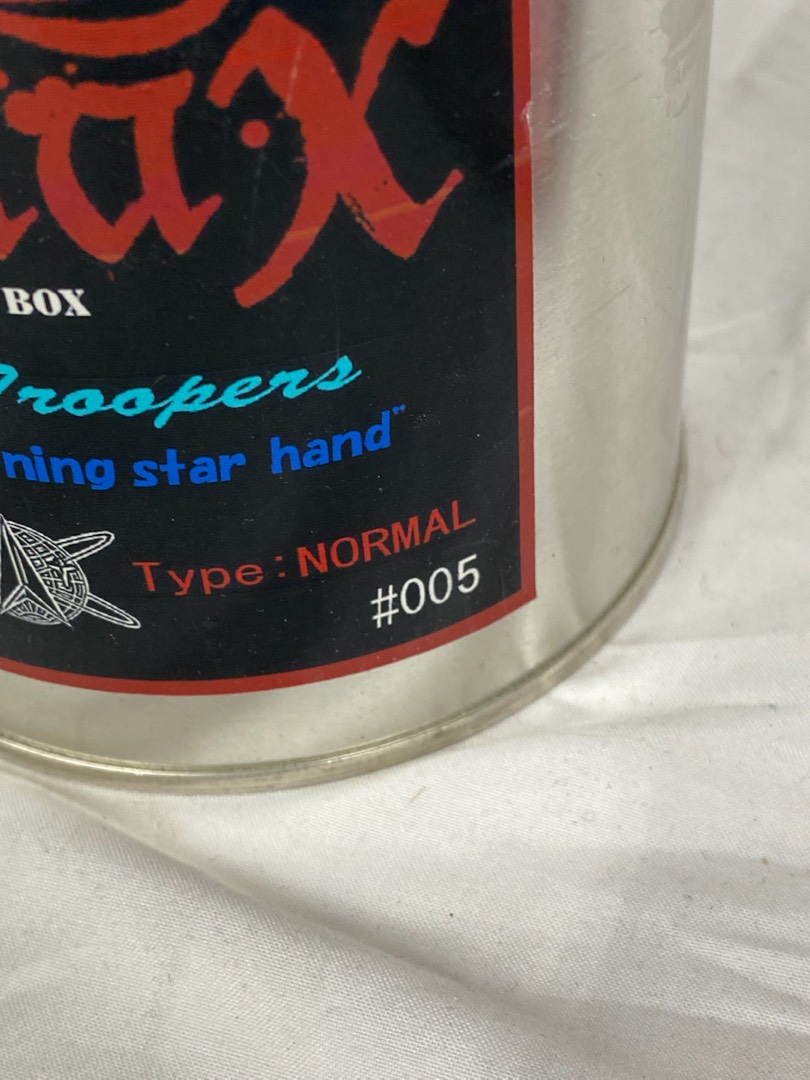 BOX
Troopers
ning star hand"
Type:NORMAL
#005